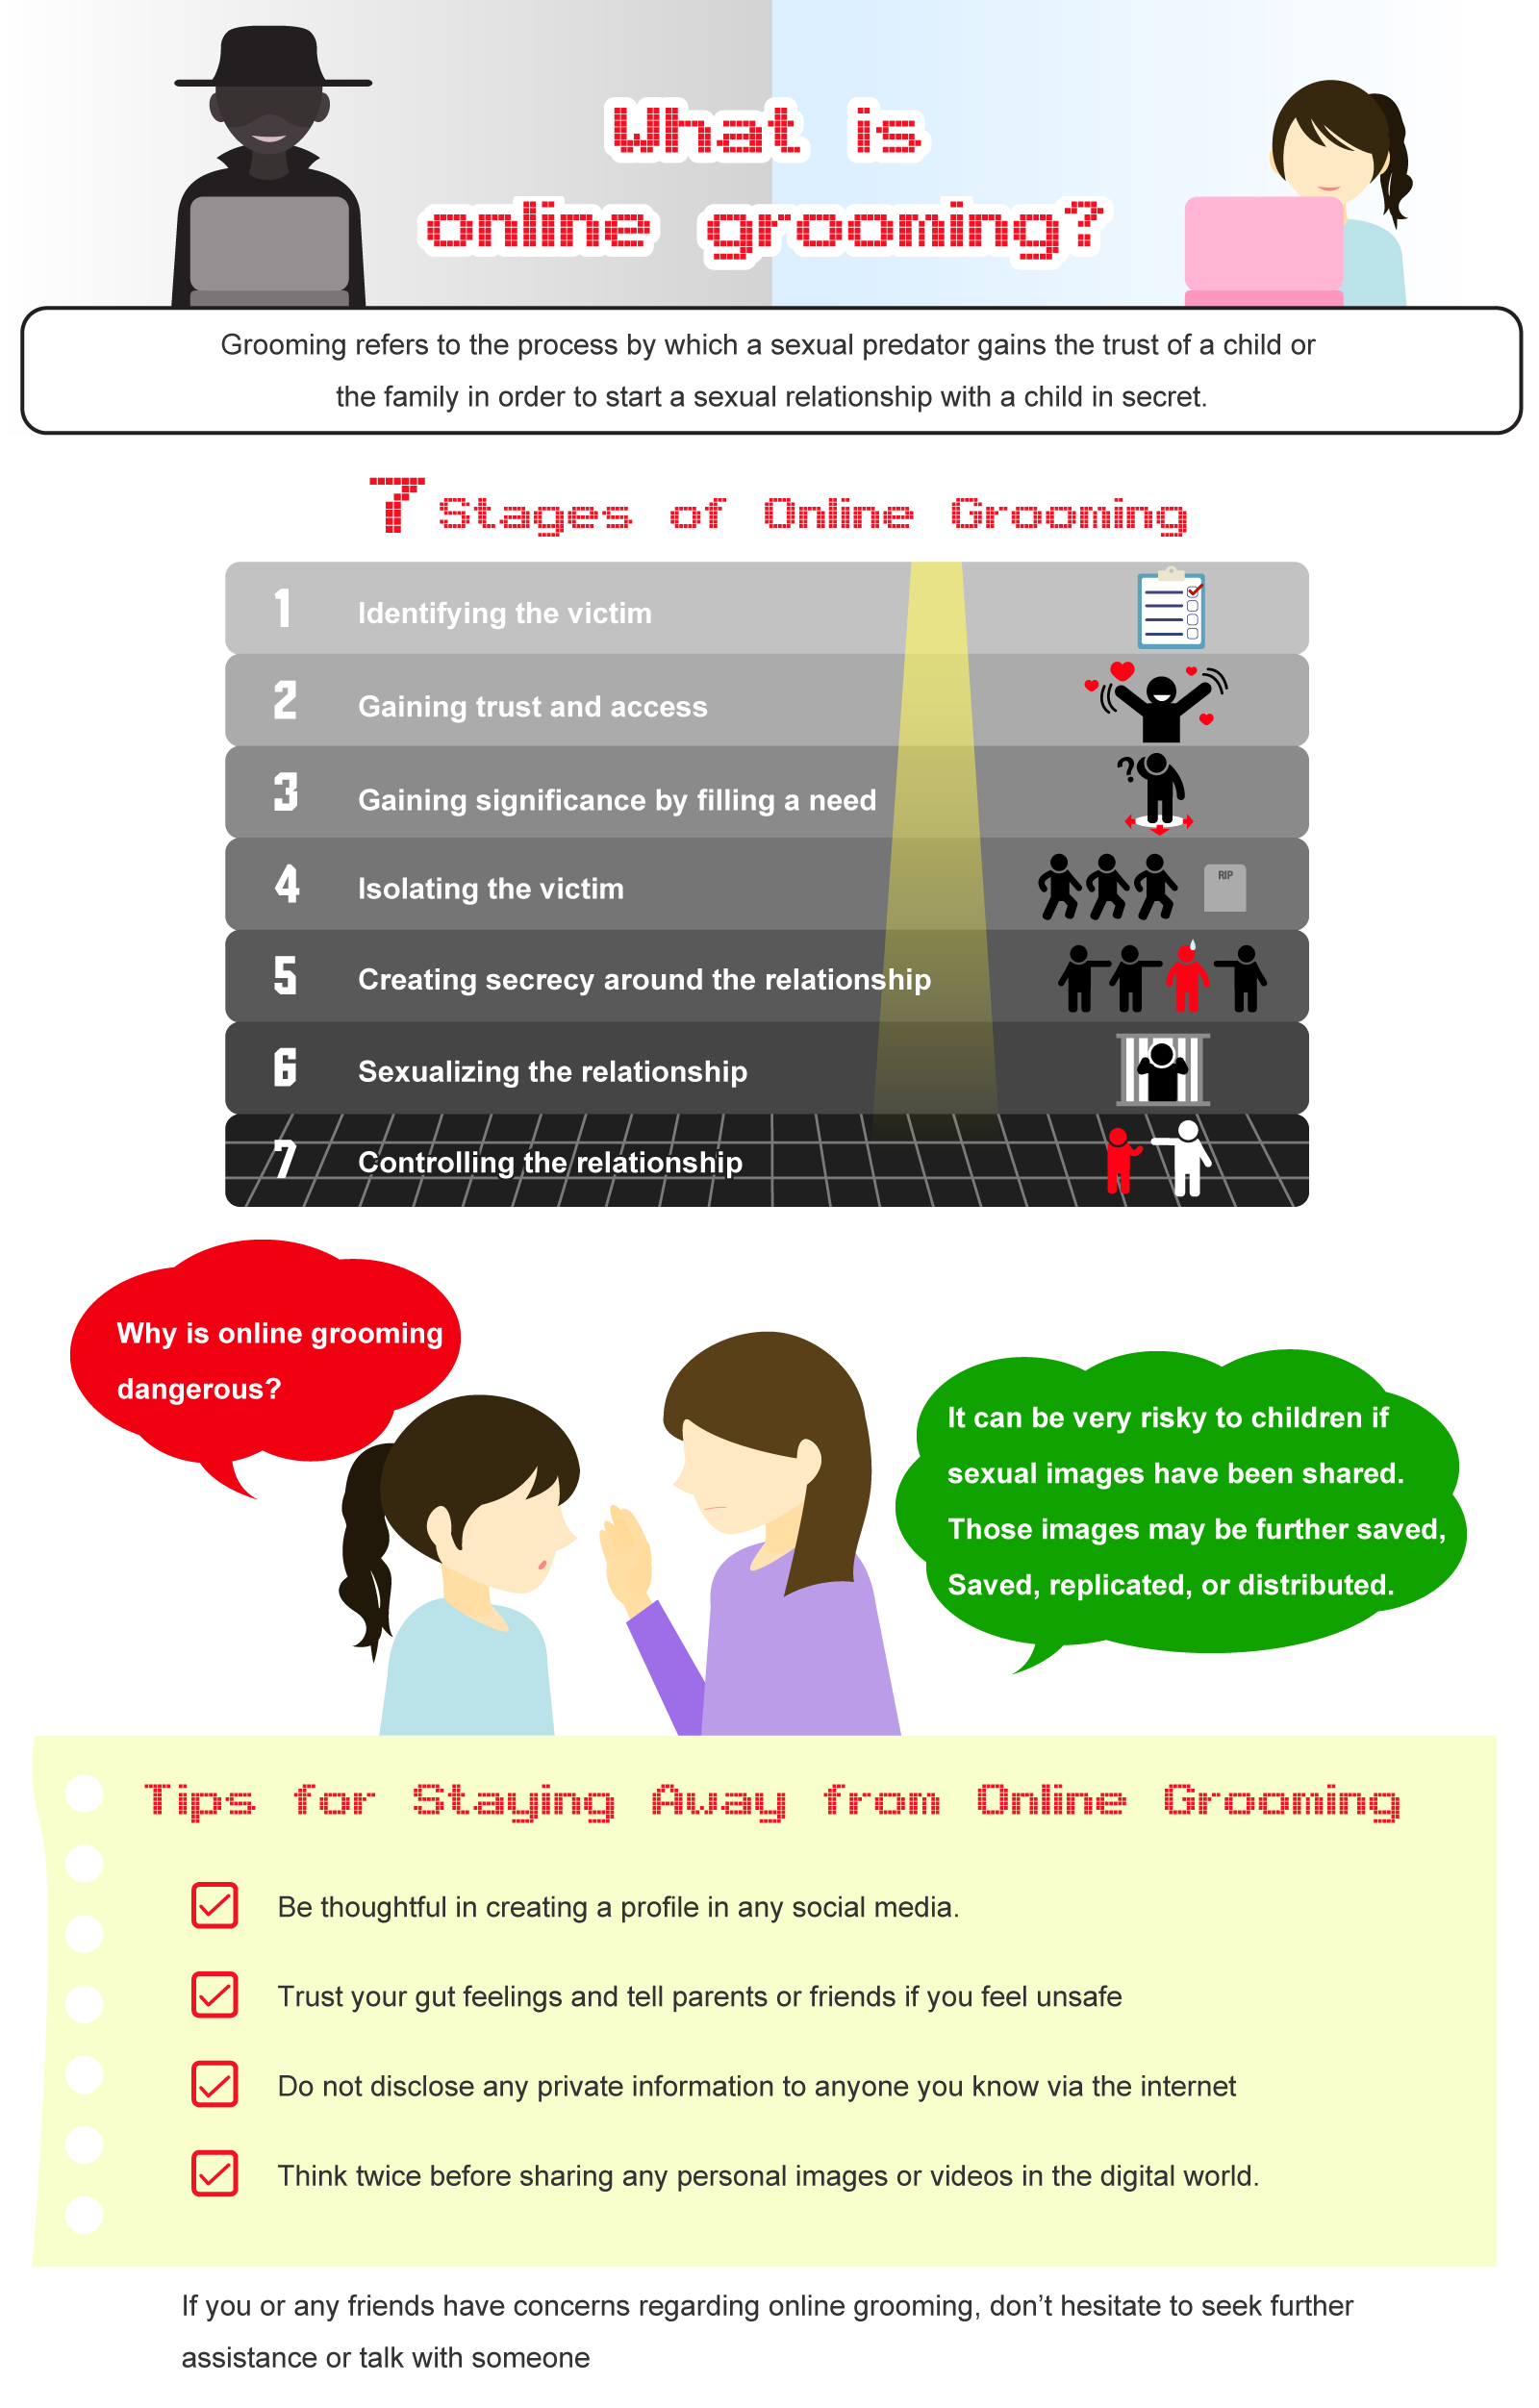 What is
online grooming?
Grooming refers to the process by which a sexual predator gains the trust of a child or
the family in order to start a sexual relationship with a child in secret.
7 Stages of Online Grooming
1 Identifying the victim
2 Gaining trust and access
?
3 Gaining significance by filling a need
4 Isolating the victim
RIP
5 Creating secrecy around the relationship
6 Sexualizing the relationship
7 Controlling the relationship
Why is online grooming
dangerous?
It can be very risky to children if
sexual images have been shared.
Those images may be further saved,
Saved, replicated, or distributed.
Tips for Staying Away from Online Grooming
Be thoughtful in creating a profile in any social media.
Trust your gut feelings and tell parents or friends if you feel unsafe
Do not disclose any private information to anyone you know via the internet
Think twice before sharing any personal images or videos in the digital world.
If you or any friends have concerns regarding online grooming, don’t hesitate to seek further
assistance or talk with someone